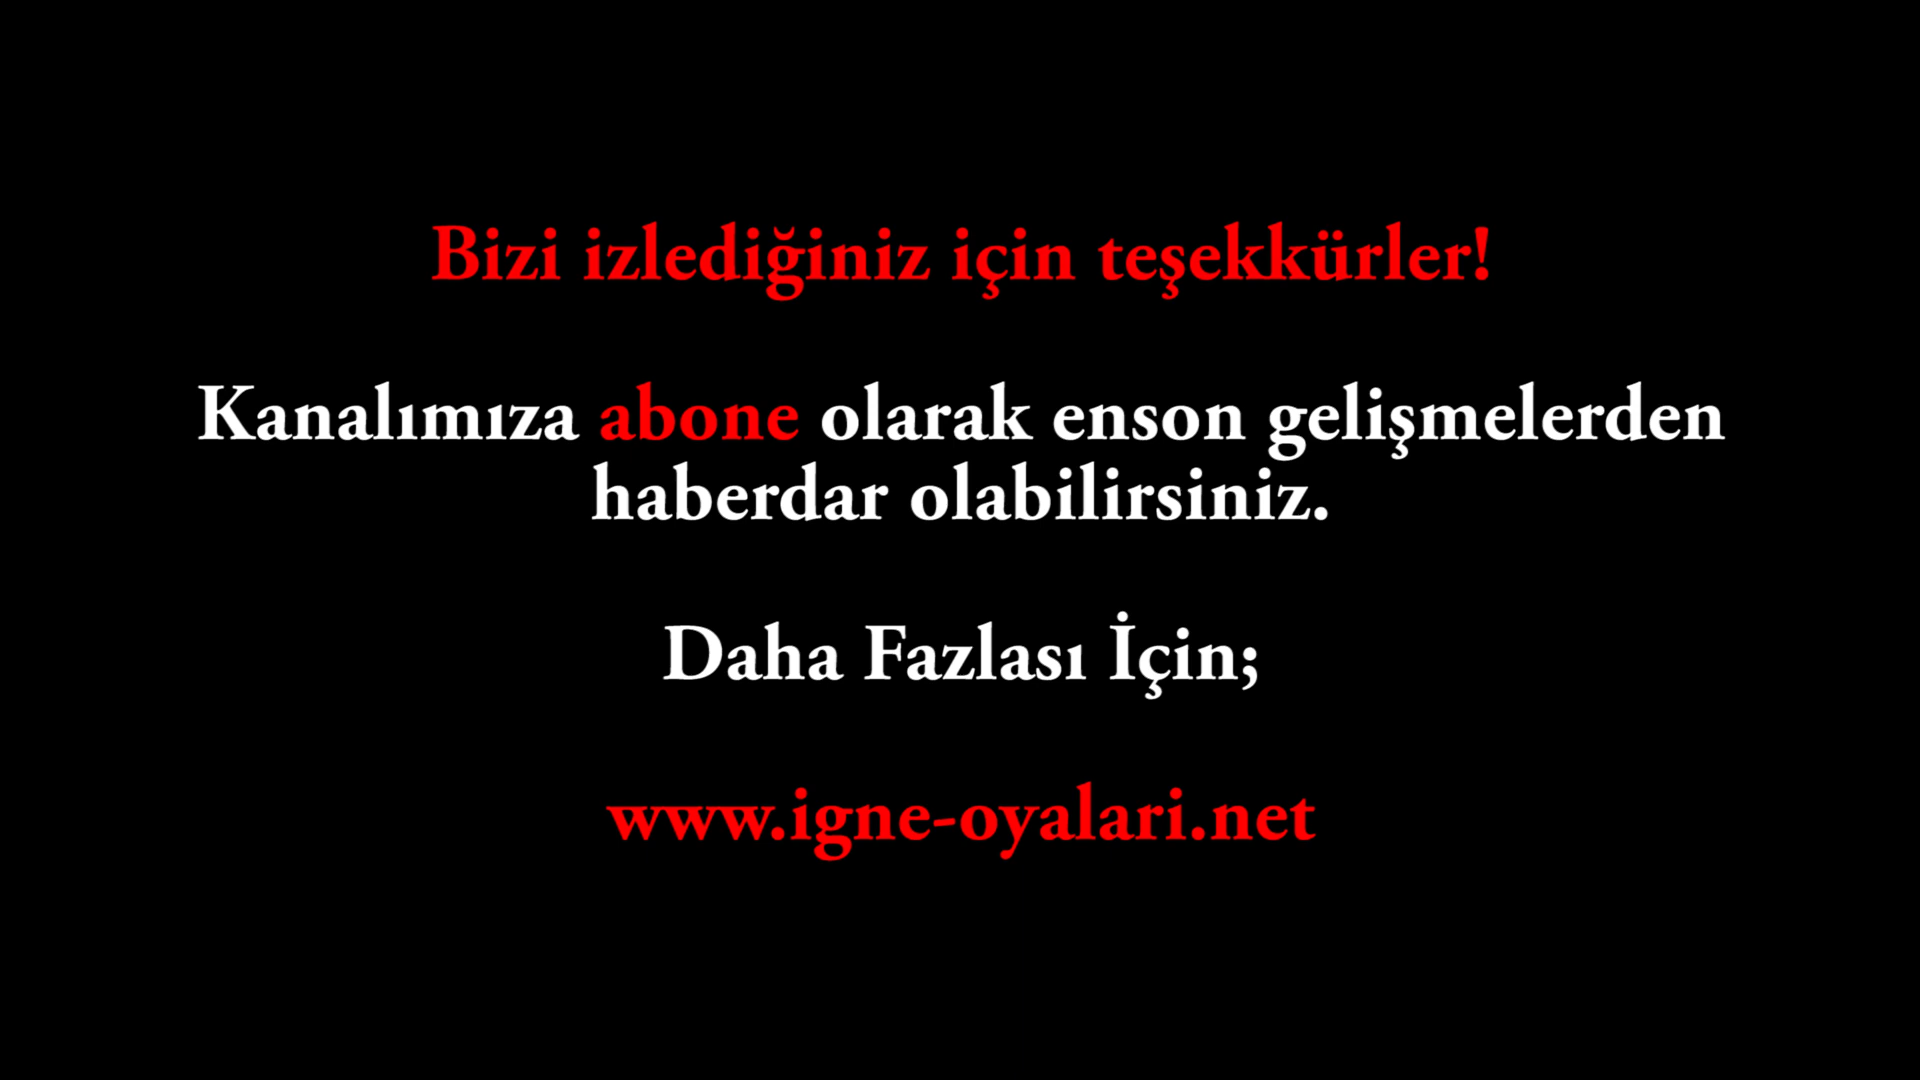 Bizi izlediğiniz için teşekkürler!
Kanalımıza abone olarak enson gelişmelerden
haberdar olabilirsiniz.
Daha Fazlası İçin;
www.igne-oyalari.net